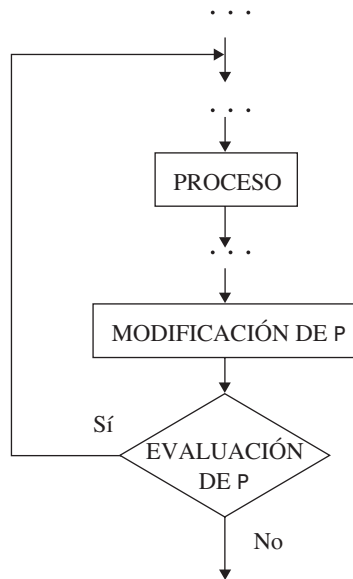 . . .
. . .
PROCESO
. . .
MODIFICACIÓN DE P
Sí
EVALUACIÓN
DE P
No